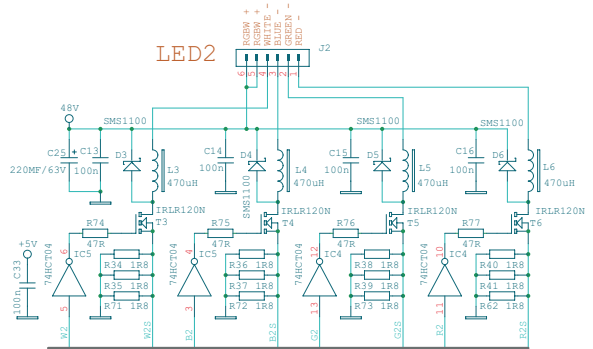 LED2
RGBW +
RGBW +
WHITE -
BLUE -
GREEN -
RED -
J2
6
5
4
3
2
1
48V
SMS1100
SMS1100
SMS1100
C25
+
220MF/63V
C13
100n
D3
L3
470uH
C14
100n
D4
SMS1100
L4
470uH
C15
100n
D5
L5
470uH
C16
100n
D6
L6
470uH
IRLR120N
T3
IRLR120N
T4
IRLR120N
T5
IRLR120N
T6
R74
47R
R75
47R
R76
47R
R77
47R
+5V
C33
100n
74HCT04
6
IC5
5
R34 1R8
R35 1R8
R71 1R8
74HCT04
4
IC5
3
R36 1R8
R37 1R8
R72 1R8
74HCT04
12
IC4
13
R38 1R8
R39 1R8
R73 1R8
74HCT04
10
IC4
11
R40 1R8
R41 1R8
R62 1R8
W2
W2S
B2
B2S
G2
G2S
R2
R2S